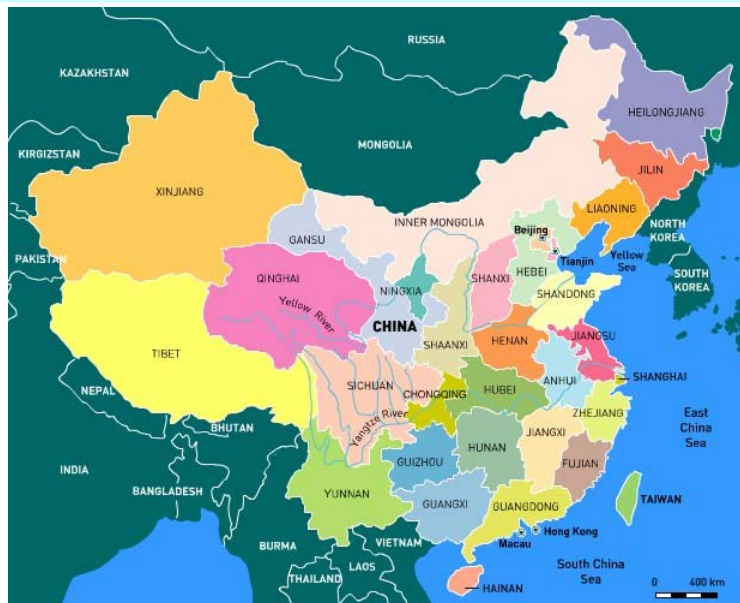 RUSSIA
KAZAKHSTAN
HEILONGJIANG
MONGOLIA
KIRGIZSTAN
JILIN
XINJIANG
LIAONING
INNER MONGOLIA
NORTH
KOREA
Beijing
GANSU
Tianjin
Yellow
Sea
PAKISTAN
HEBEI
SHANXI
SOUTH
KOREA
QINGHAI
NINGXIA
SHANDONG
Yellow River
CHINA
JIANGSU
HENAN
SHAANXI
TIBET
SHANGHAI
ANHUI
SICHUAN
CHONGQING
HUBEI
NEPAL
ZHEJIANG
East
China
Sea
Yangtze River
BHUTAN
JIANGXI
HUNAN
GUIZHOU
FUJIAN
INDIA
BANGLADESH
YUNNAN
TAIWAN
GUANGXI
GUANGDONG
Hong Kong
Macau
BURMA
VIETNAM
LAOS
South China
Sea
THAILAND
HAINAN
0 400 km